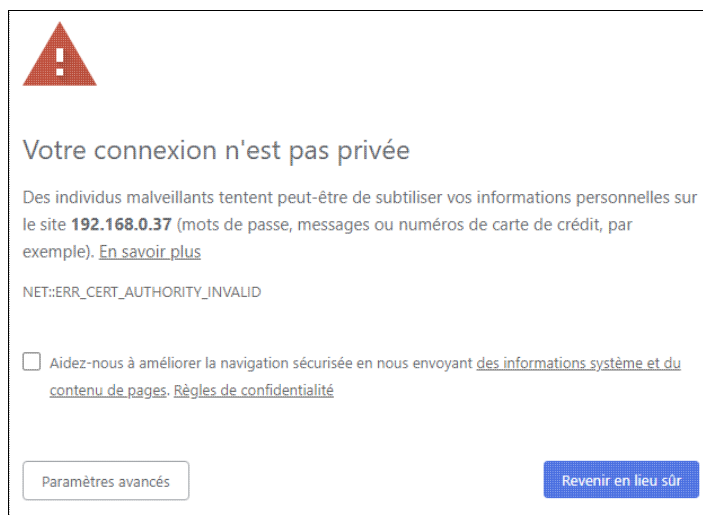 !
Votre connexion n'est pas privée
Des individus malveillants tentent peut-être de subtiliser vos informations personnelles sur
le site 192.168.0.37 (mots de passe, messages ou numéros de carte de crédit, par
exemple). En savoir plus
NET::ERR_CERT_AUTHORITY_INVALID
Aidez-nous à améliorer la navigation sécurisée en nous envoyant des informations système et du
contenu de pages. Règles de confidentialité
Paramètres avancés
Revenir en lieu sûr